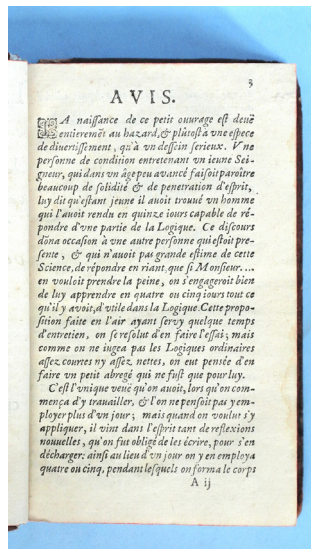 3
AVIS.
LA naiſſance de ce petit ouurage eſt deuë
entieremẽt au hazard, & plûtoſt à vne eſpece
de divertiſſement, qu'à vn deſſein ſerieux. Vne
perſonne de condition entretenant vn ieune Sei-
gneur, qui dans vn âge peu avancé faiſoit paroître
beaucoup de ſolidité & de penetration d'eſprit,
luy dit qu'eſtant jeune il auoit trouué vn homme
qui l'auoit rendu en quinze iours capable de ré-
pondre d'vne partie de la Logique. Ce diſcours
dõna occaſion à vne autre perſonne qui eſtoit pre-
ſente, & qui n'auoit pas grande eſtime de cette
Science, de répondre en riant, que ſi Monſieur....
en vouloit prendre la peine, on s'engageroit bien
de luy apprendre en quatre ou cinq iours tout ce
qu'il y avoit d'vtile dans la Logique. Cette propo-
ſition faite en l'air ayant ſervy quelque temps
d'entretien, on ſe reſolut d'en faire l'eſſai; mais
comme on ne iugea pas les Logiques ordinaires
aſſez courtes ny aſſez nettes, on eut penſée d'en
faire vn petit abregé qui ne fuſt que pour luy.
C'eſt l'vnique veuë qu'on auoit, lors qu'on com-
mença d'y travailler, & l'on ne penſoit pas y em-
ployer plus d'vn jour; mais quand on voulut s'y
appliquer, il vint dans l'eſprit tant de reflexions
nouuelles, qu'on fut obligé de les écrire, pour s'en
décharger: ainſi au lieu d'vn jour on y en employa
quatre ou cinq, pendant leſquels on forma le corps
A ij